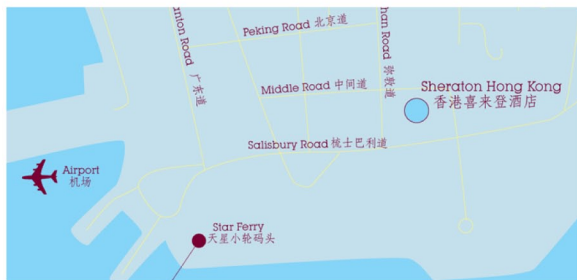 Peking Road 北京道
anton Road 广东道
han Road 汉敦道
Middle Road 中间道
Sheraton Hong Kong
香港喜来登酒店
Salisbury Road 梳士巴利道
Airport
机场
Star Ferry
天星小轮码头